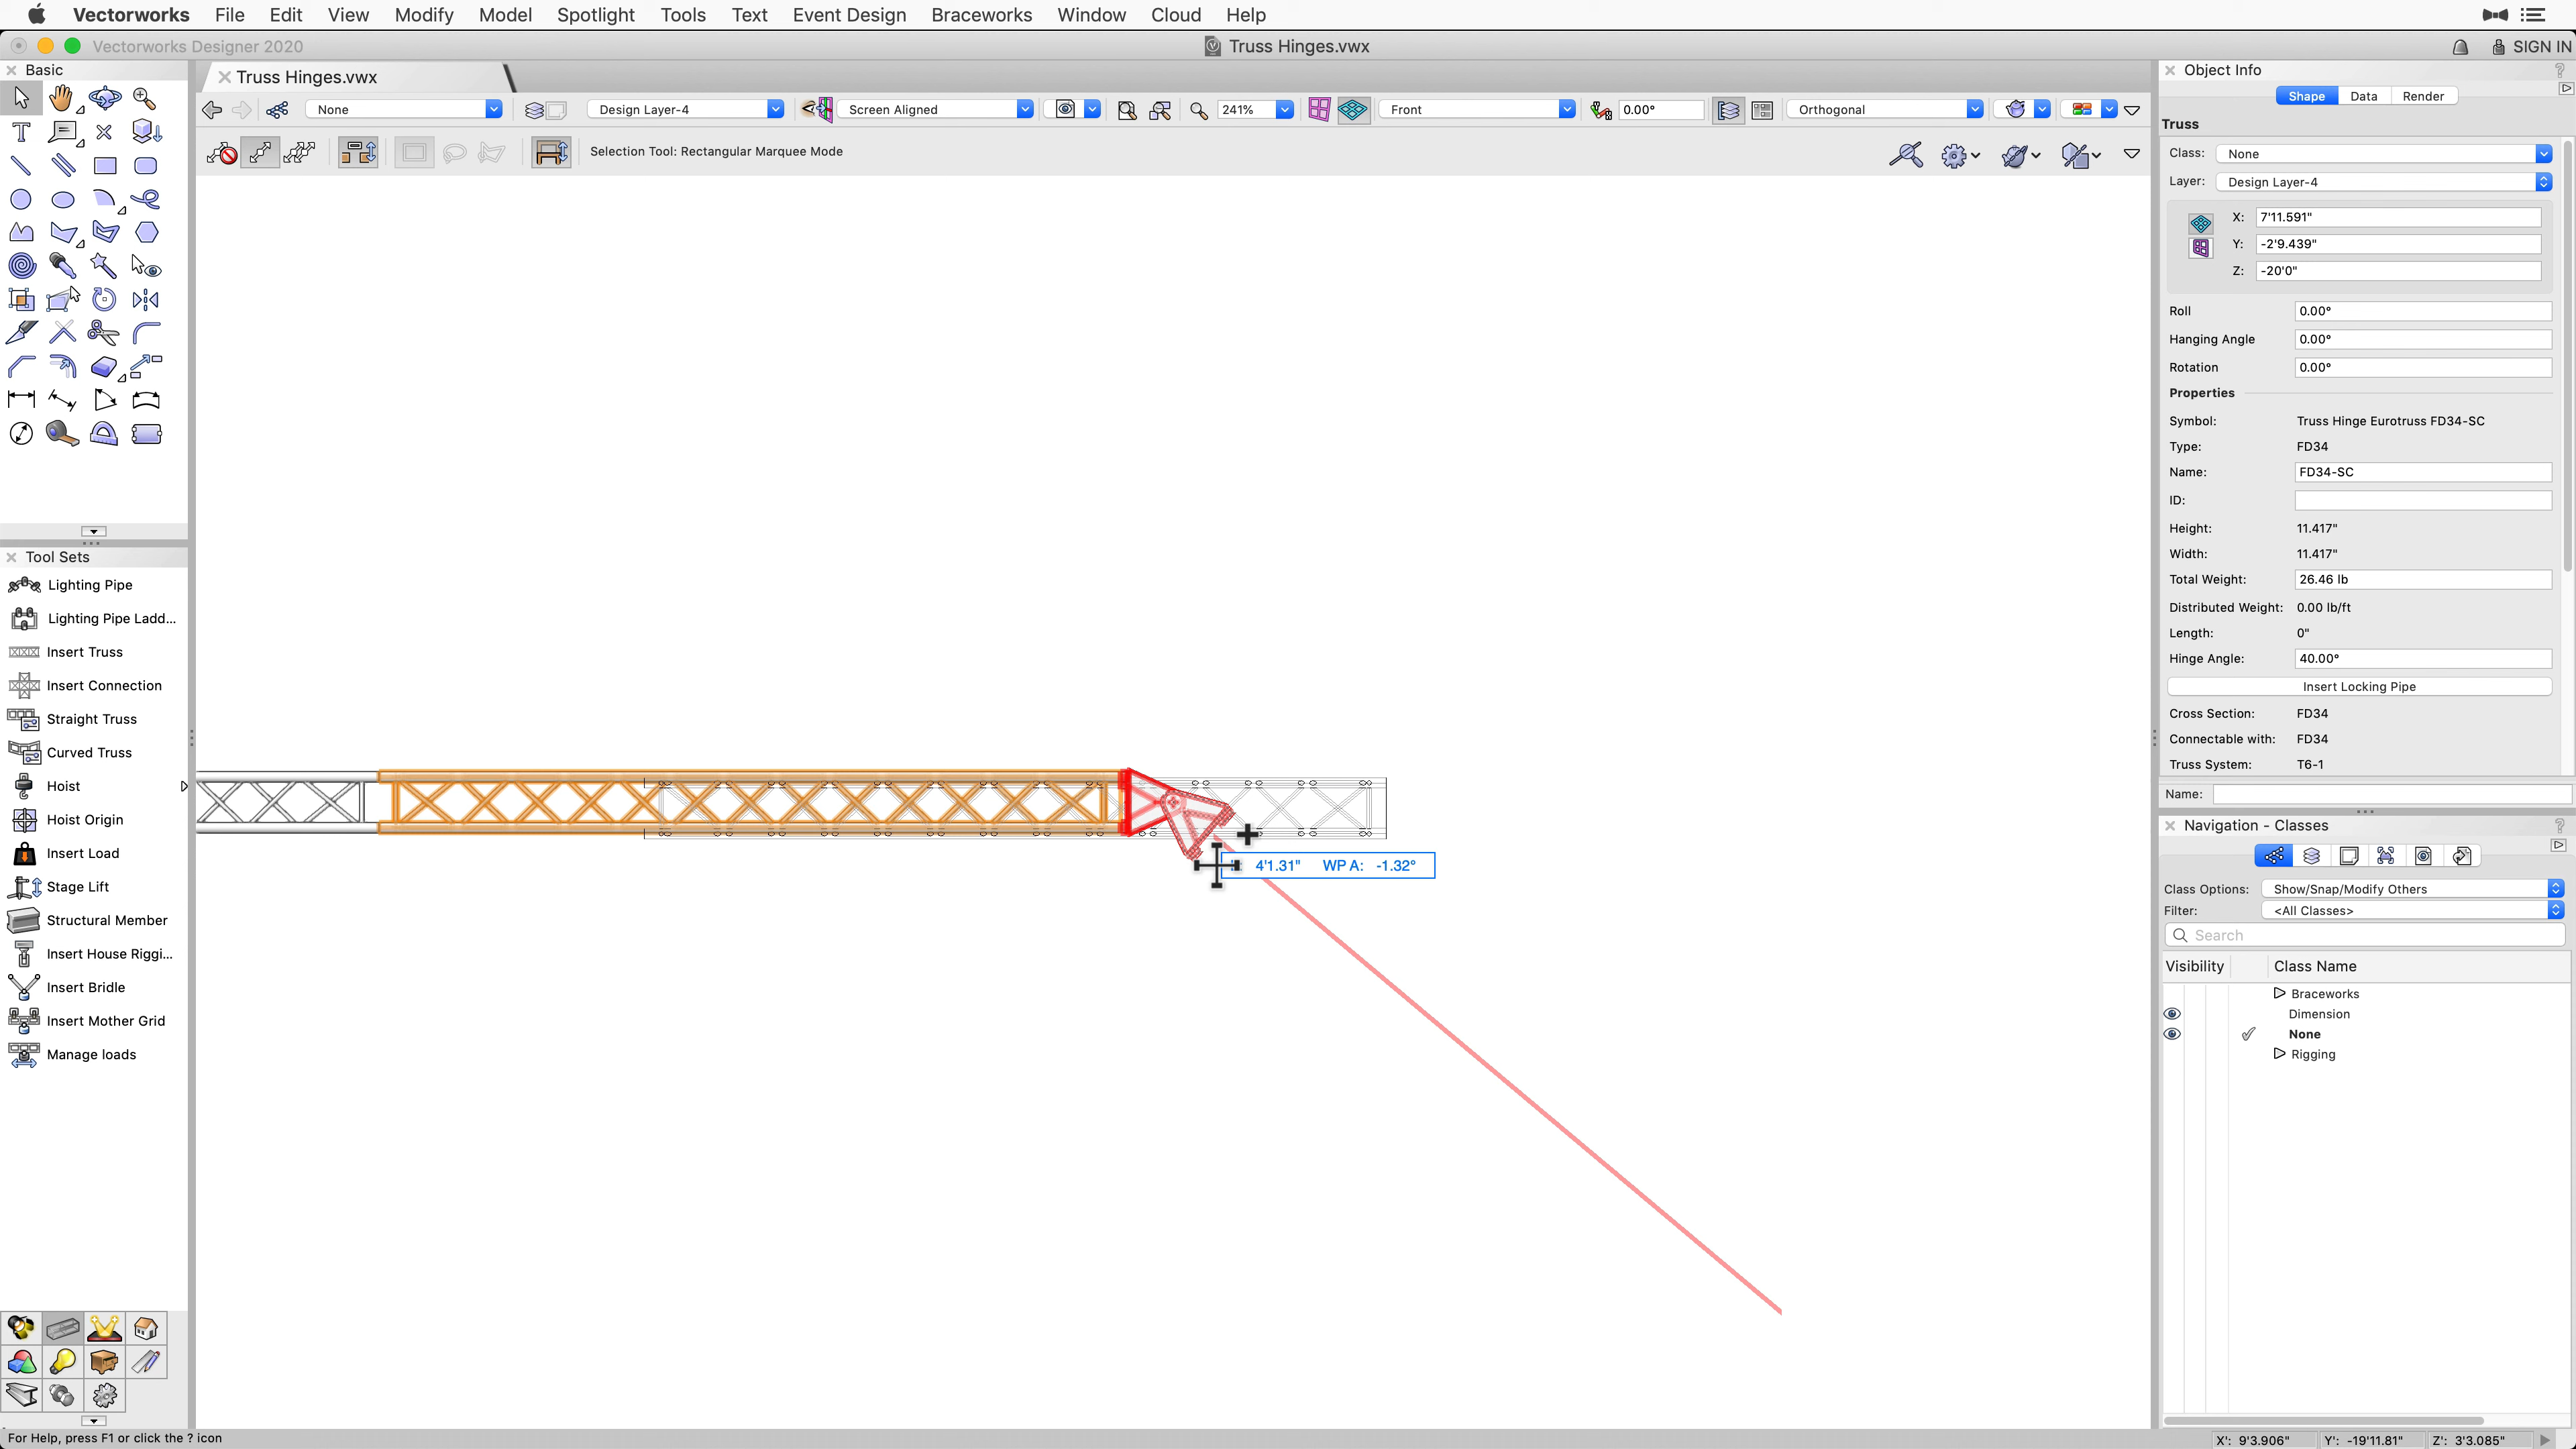 Vectorworks File Edit View Modify Model Spotlight Tools Text Event Design Braceworks Window Cloud Help
Vectorworks Designer 2020 Truss Hinges.vwx SIGN IN
Basic
Truss Hinges.vwx
None Design Layer-4 Screen Aligned 241% Front 0.00° Orthogonal
Selection Tool: Rectangular Marquee Mode
Tool Sets
Lighting Pipe
Lighting Pipe Ladd...
Insert Truss
Insert Connection
Straight Truss
Curved Truss
Hoist
Hoist Origin
Insert Load
Stage Lift
Structural Member
Insert House Riggi...
Insert Bridle
Insert Mother Grid
Manage loads
4'1.31" WP A: -1.32°
Object Info
Shape Data Render
Truss
Class: None
Layer: Design Layer-4
X: 7'11.591"
Y: -2'9.439"
Z: -20'0"
Roll 0.00°
Hanging Angle 0.00°
Rotation 0.00°
Properties
Symbol: Truss Hinge Eurotruss FD34-SC
Type: FD34
Name: FD34-SC
ID:
Height: 11.417"
Width: 11.417"
Total Weight: 26.46 lb
Distributed Weight: 0.00 lb/ft
Length: 0"
Hinge Angle: 40.00°
Insert Locking Pipe
Cross Section: FD34
Connectable with: FD34
Truss System: T6-1
Name:
Navigation - Classes
Class Options: Show/Snap/Modify Others
Filter: <All Classes>
Search
Visibility Class Name
Braceworks
Dimension
None
Rigging
For Help, press F1 or click the ? icon
X': 9'3.906" Y': -19'11.81" Z': 3'3.085"